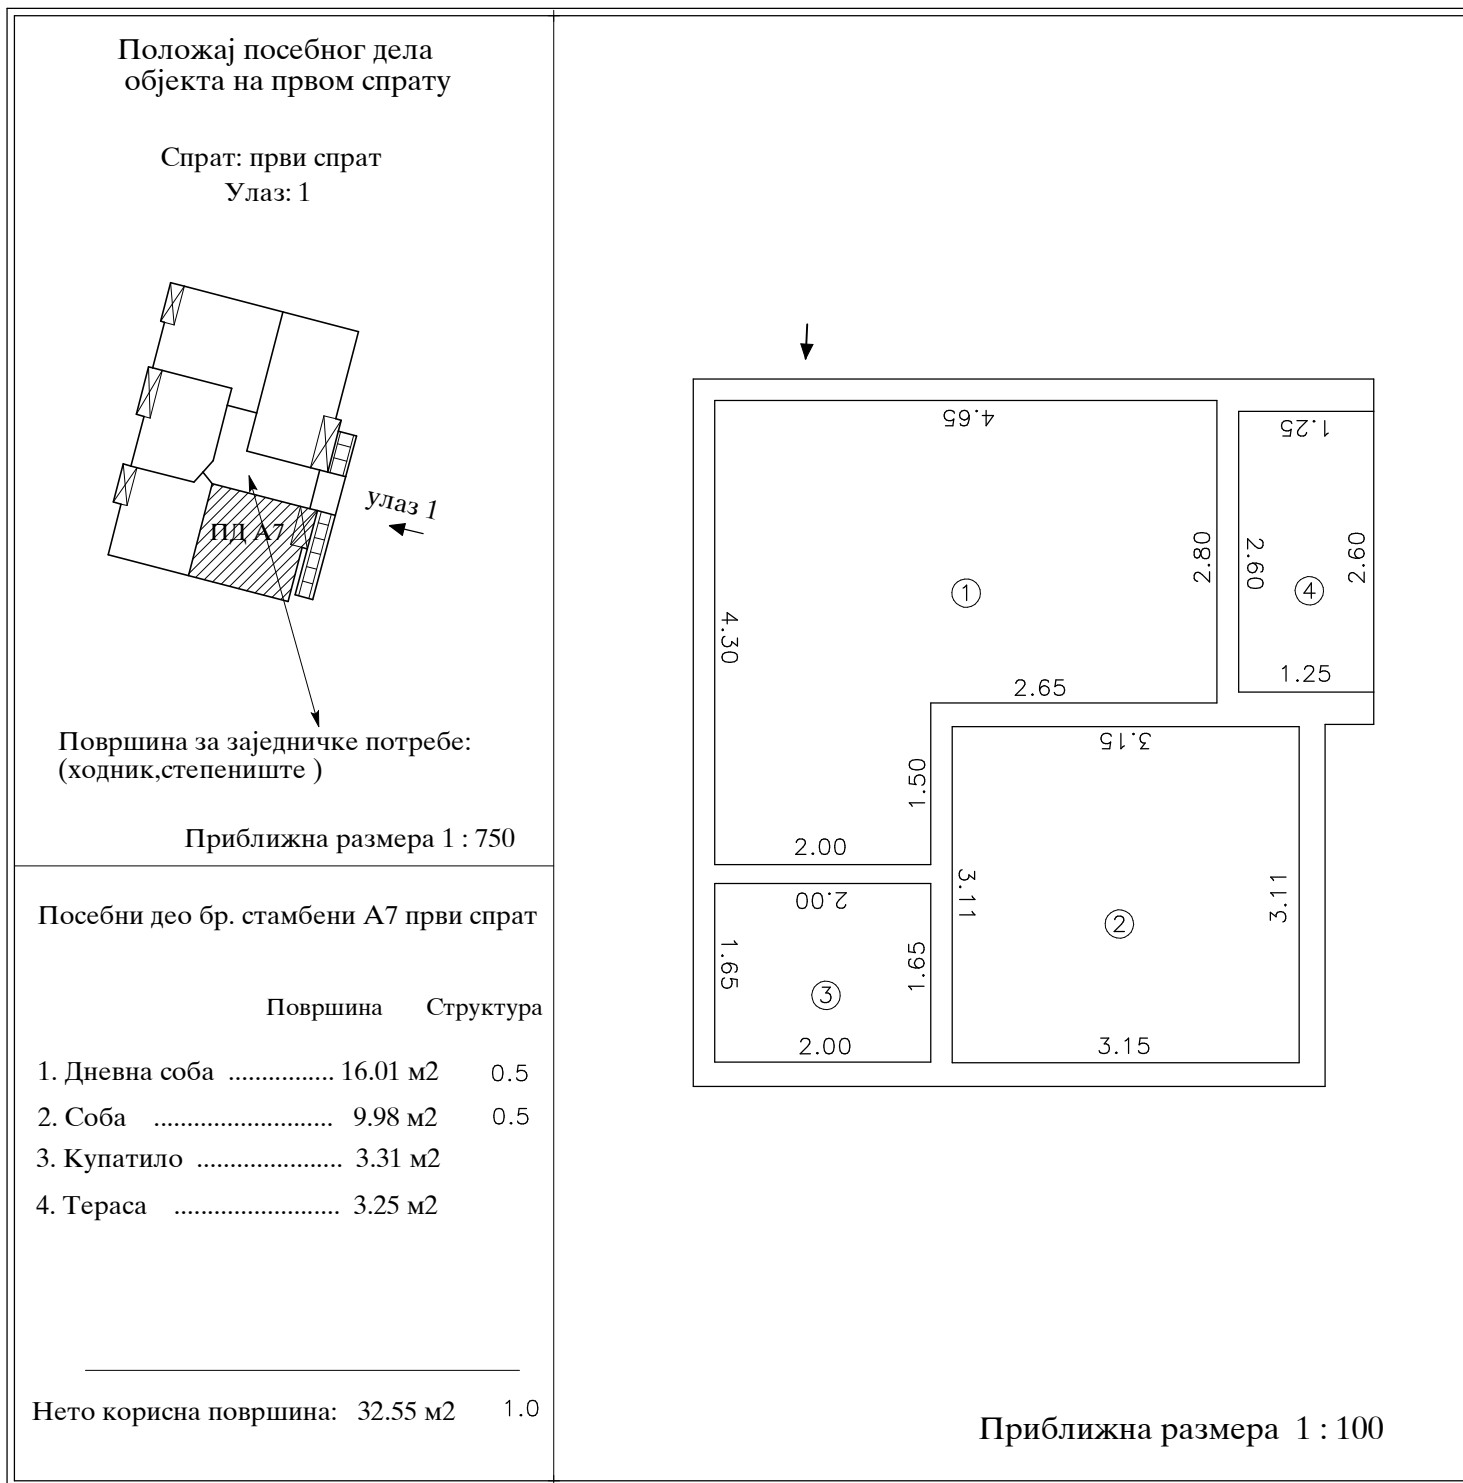 Положај посебног дела
објекта на првом спрату
Спрат: први спрат
Улаз: 1
улаз 1
ПД А7
Површина за заједничке потребе:
(ходник,степениште )
Приближна размера 1 : 750
Посебни део бр. стамбени А7 први спрат
Површина Структура
1. Дневна соба ................ 16.01 м2 0.5
2. Соба ........................... 9.98 м2 0.5
3. Купатило ...................... 3.31 м2
4. Тераса ......................... 3.25 м2
Нето корисна површина: 32.55 м2 1.0
4.65
1.25
2.80
2.60
2.60
1
4
4.30
2.65
1.25
3.15
1.50
2.00
3.11
3.11
2.00
2
1.65
1.65
3
2.00
3.15
Приближна размера 1 : 100